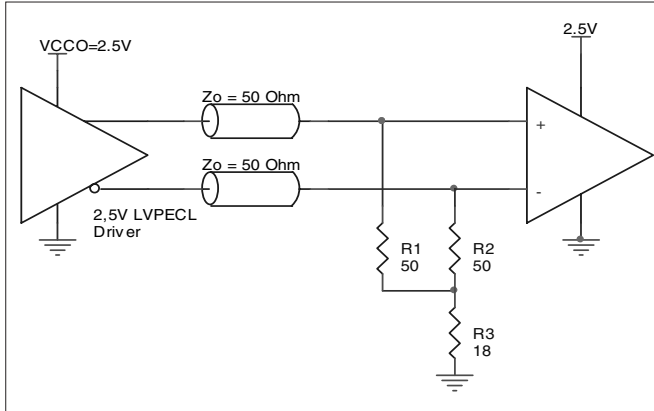 VCCO=2.5V
2.5V
Zo = 50 Ohm
+
Zo = 50 Ohm
-
2,5V LVPECL
Driver
R1
50
R2
50
R3
18